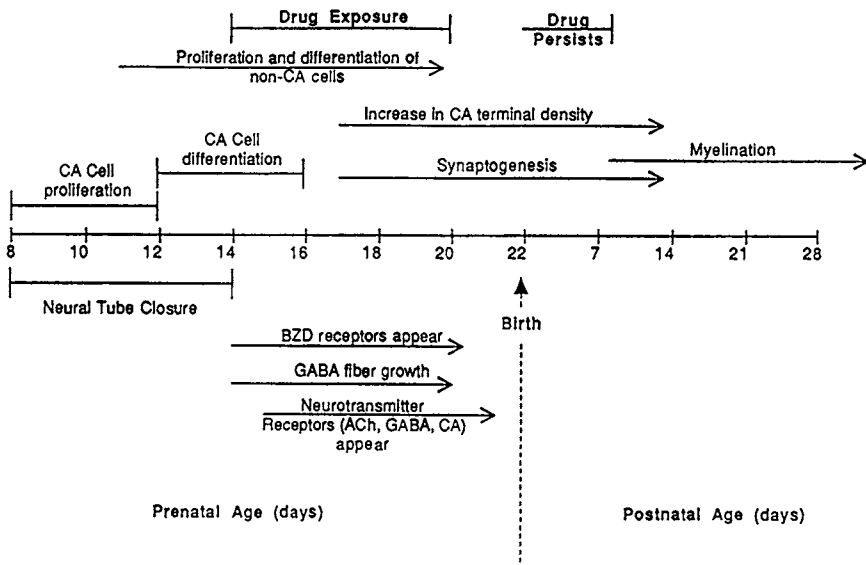 Drug Exposure
Drug
Persists
Proliferation and differentiation of
non-CA cells
Increase in CA terminal density
CA Cell
differentiation
Myelination
CA Cell
proliferation
Synaptogenesis
8 10 12 14 16 18 20 22 7 14 21 28
Neural Tube Closure
Birth
BZD receptors appear
GABA fiber growth
Neurotransmitter
Receptors (ACh, GABA, CA)
appear
Prenatal Age (days)
Postnatal Age (days)